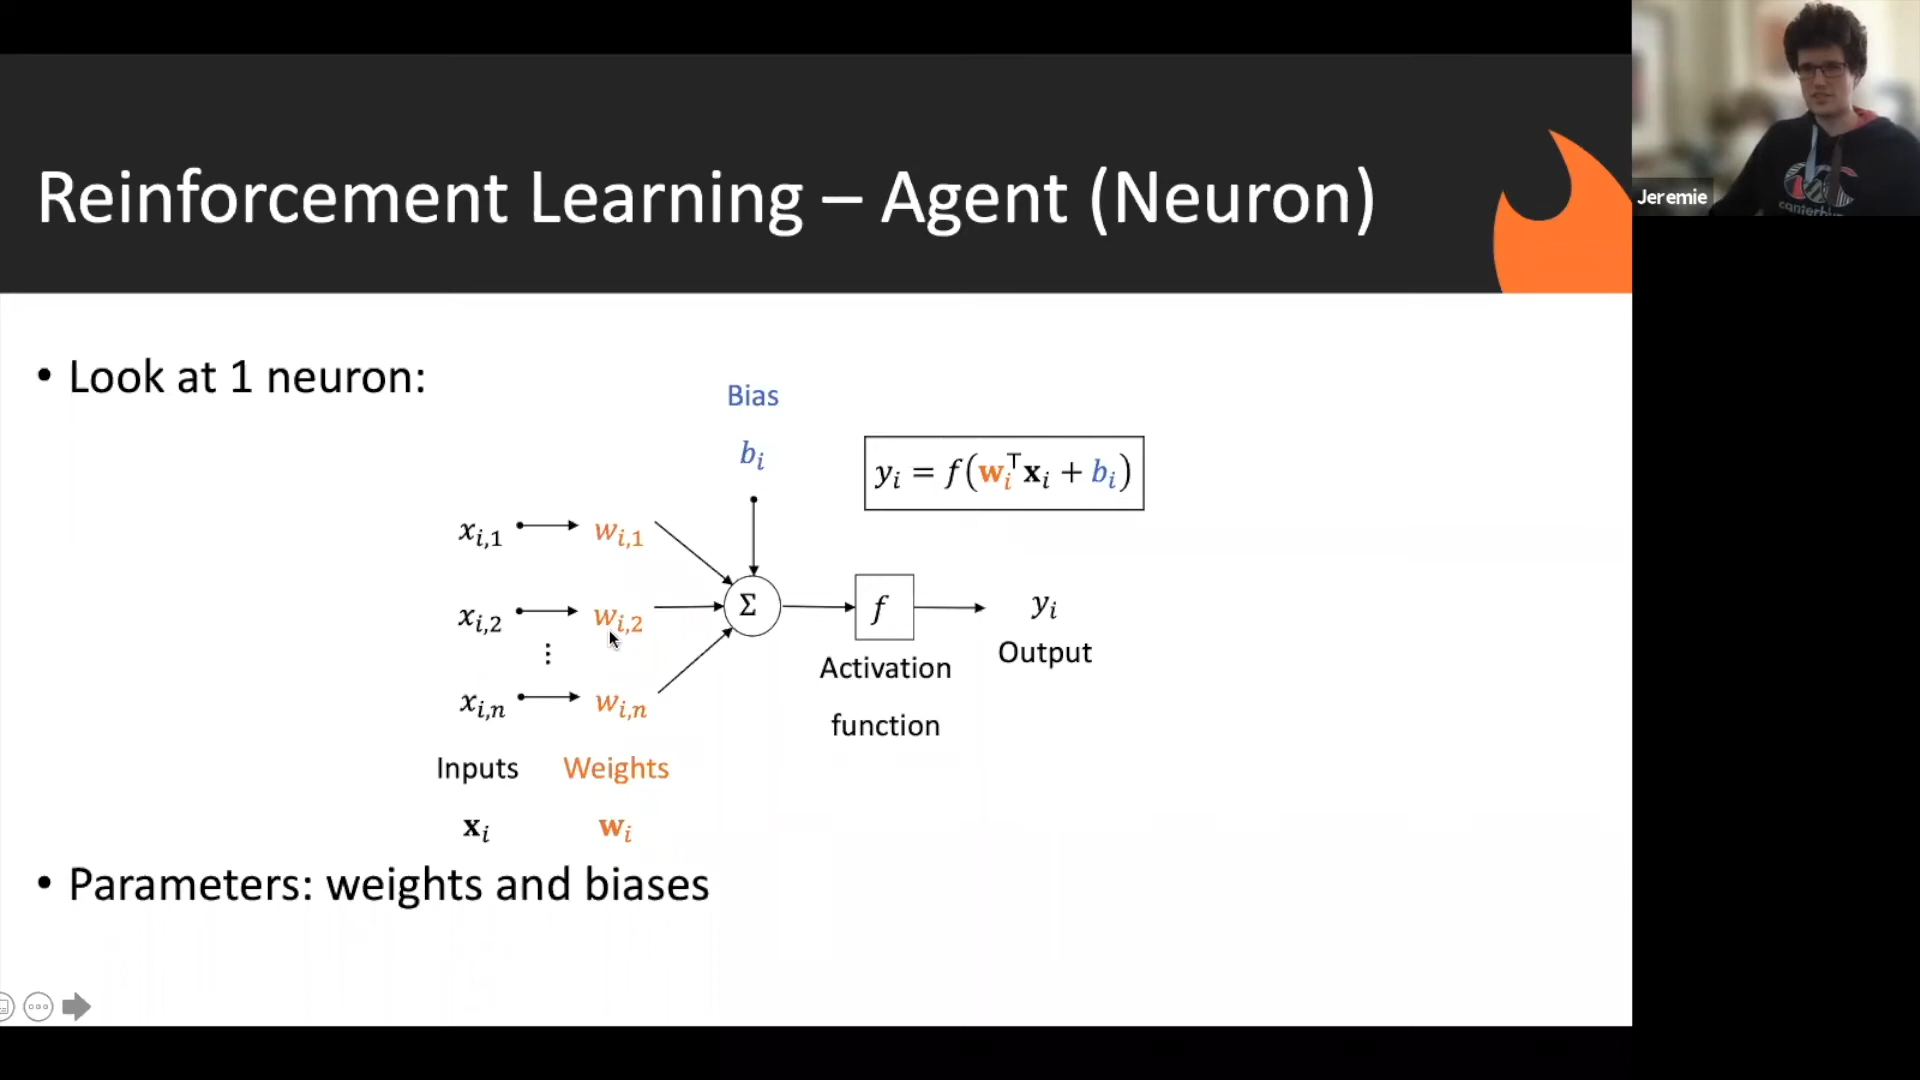 Reinforcement Learning – Agent (Neuron)
Jeremie
canterbu
• Look at 1 neuron:
Bias
b_i
y_i = f(w_i^T x_i + b_i)
x_{i,1} w_{i,1}
x_{i,2} w_{i,2}
⋮
x_{i,n} w_{i,n}
Σ
f
y_i
Output
Activation
function
Inputs Weights
x_i w_i
• Parameters: weights and biases